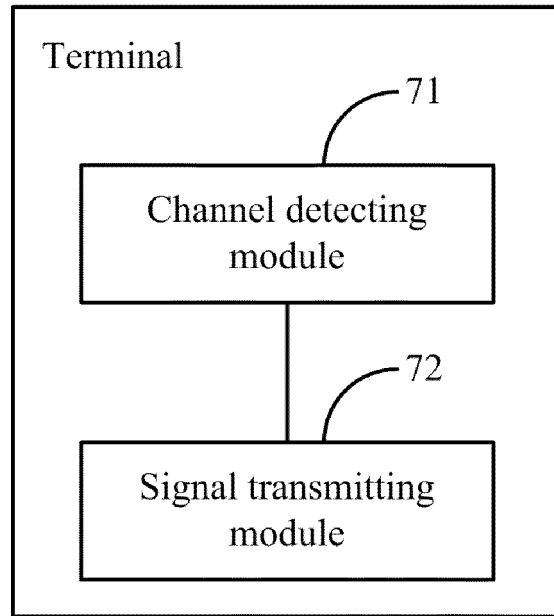 Terminal
71
Channel detecting
module
72
Signal transmitting
module